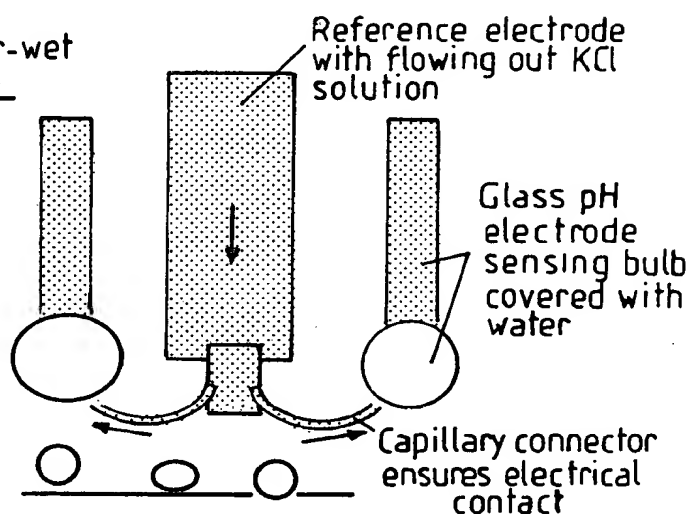 -wet
Reference electrode
with flowing out KCl
solution
Glass pH
electrode
sensing bulb
covered with
water
Capillary connector
ensures electrical
contact